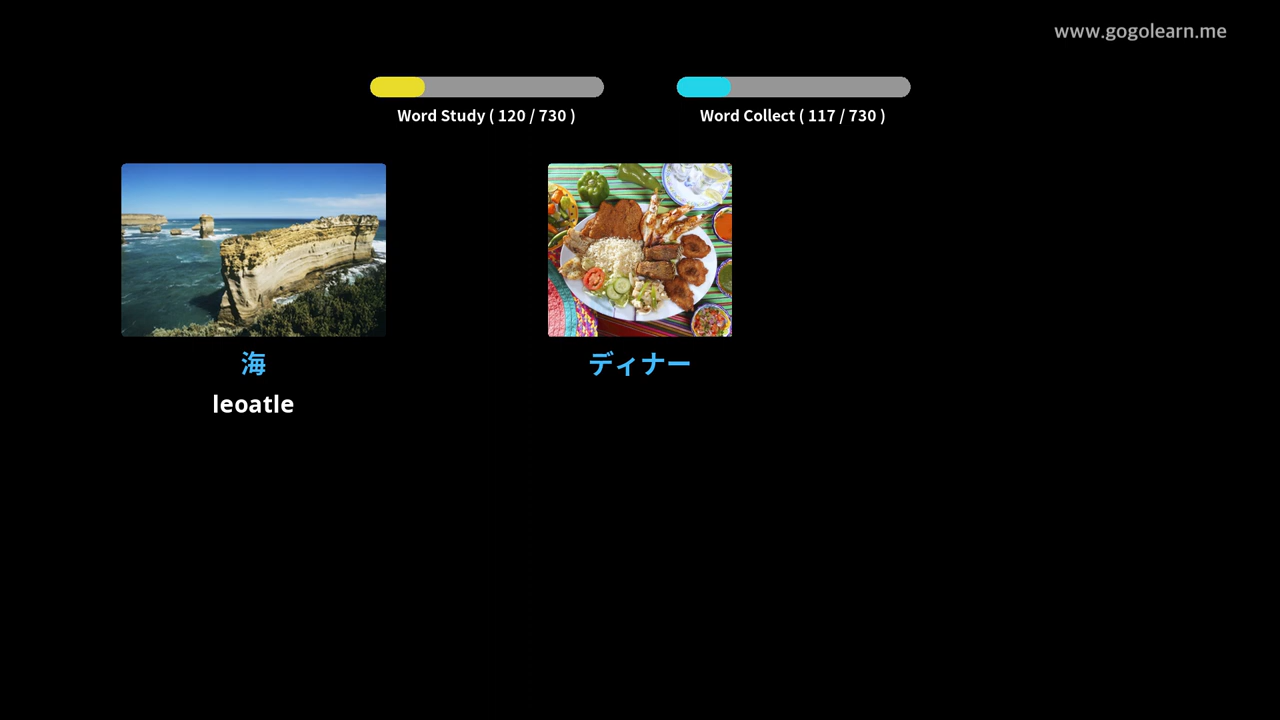 www.gogolearn.me
Word Study ( 120 / 730 )
Word Collect ( 117 / 730 )
海
leoatle
ディナー